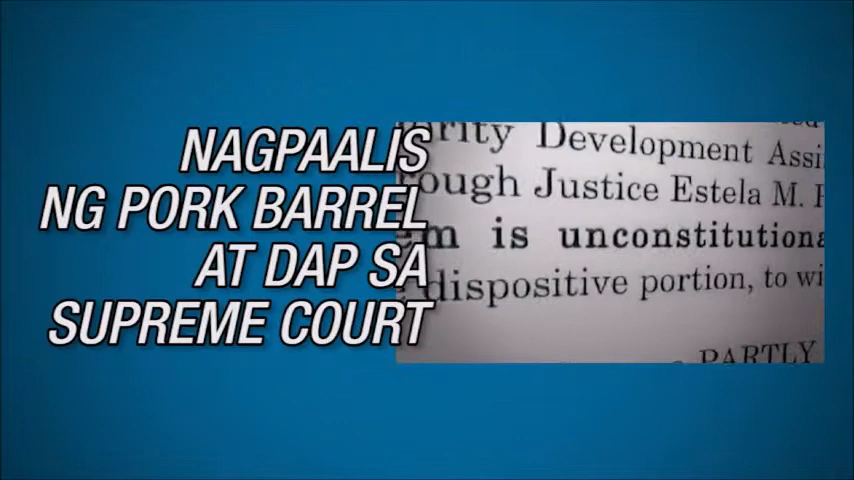 NAGPAALIS
NG PORK BARREL
AT DAP SA
SUPREME COURT
Development Assi
Justice Estela M.
is unconstitutiona
dispositive portion, to wi
PARTLY